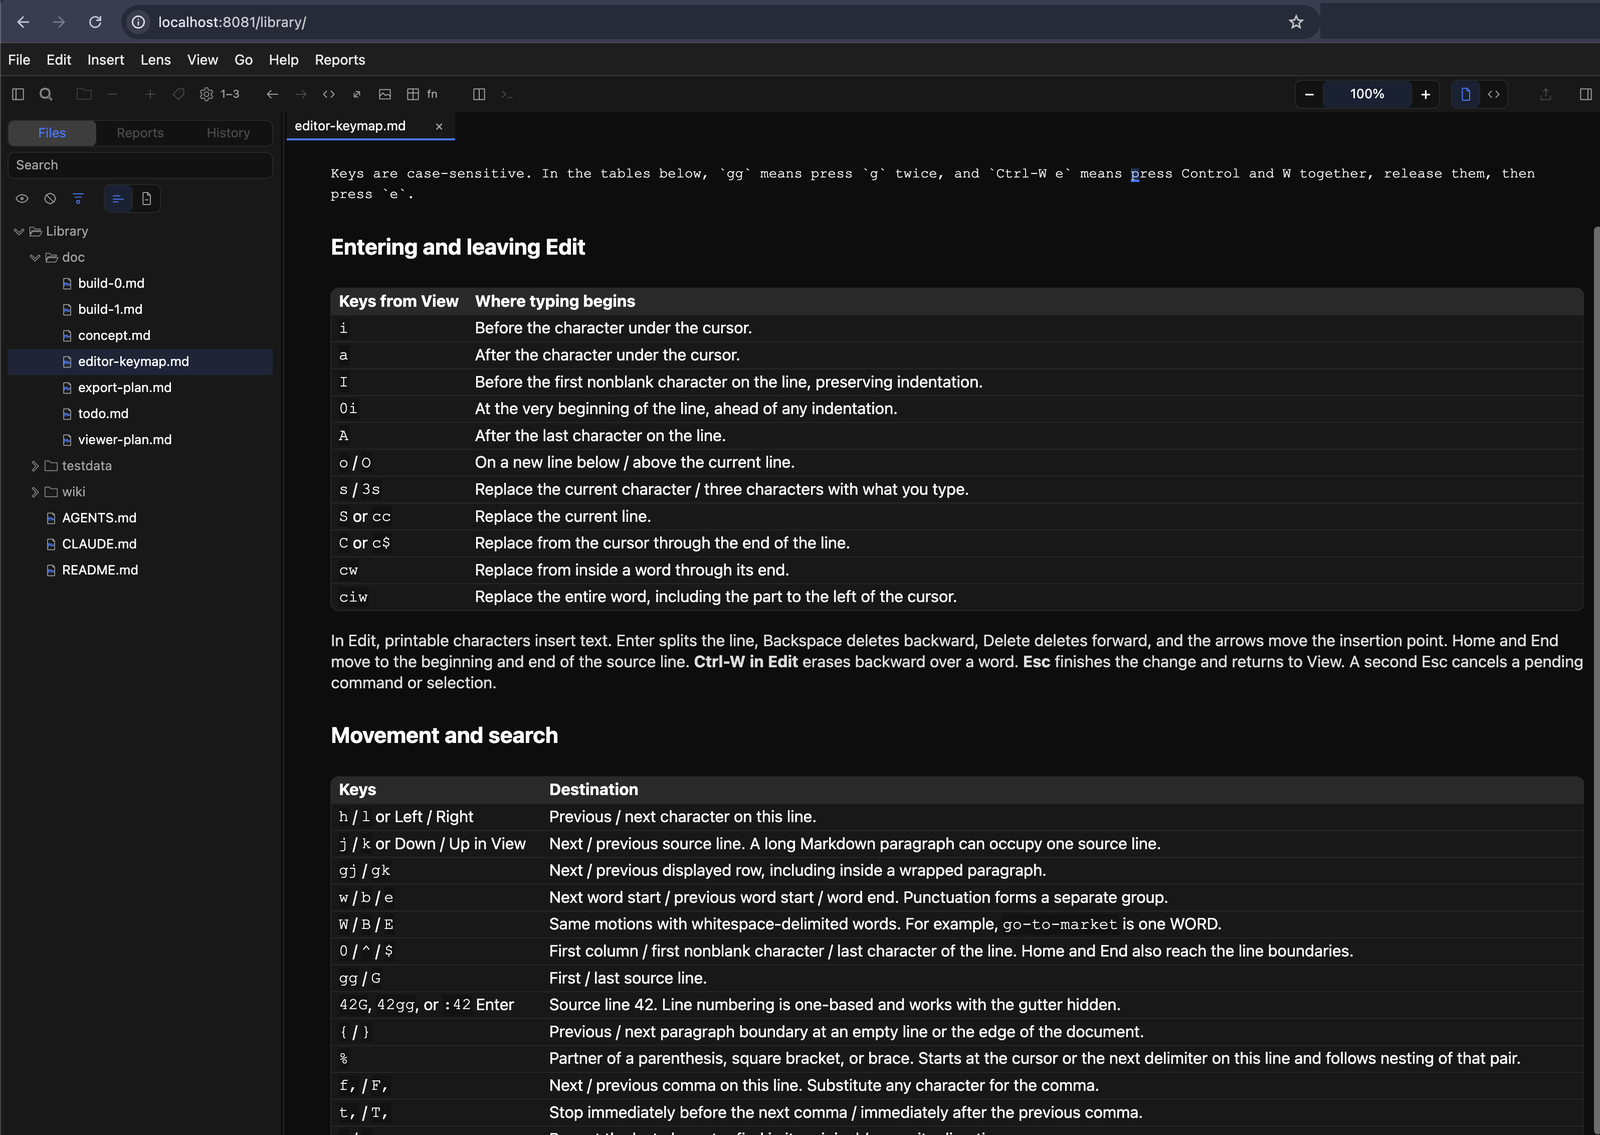 localhost:8081/library/
File Edit Insert Lens View Go Help Reports
1–3 fn 100%
Files Reports History
editor-keymap.md ×
Search
Library
doc
build-0.md
build-1.md
concept.md
editor-keymap.md
export-plan.md
todo.md
viewer-plan.md
testdata
wiki
AGENTS.md
CLAUDE.md
README.md
Keys are case-sensitive. In the tables below, `gg` means press `g` twice, and `Ctrl-W e` means press Control and W together, release them, then
press `e`.
Entering and leaving Edit
Keys from View Where typing begins
i Before the character under the cursor.
a After the character under the cursor.
I Before the first nonblank character on the line, preserving indentation.
0i At the very beginning of the line, ahead of any indentation.
A After the last character on the line.
o / O On a new line below / above the current line.
s / 3s Replace the current character / three characters with what you type.
S or cc Replace the current line.
C or c$ Replace from the cursor through the end of the line.
cw Replace from inside a word through its end.
ciw Replace the entire word, including the part to the left of the cursor.
In Edit, printable characters insert text. Enter splits the line, Backspace deletes backward, Delete deletes forward, and the arrows move the insertion point. Home and End
move to the beginning and end of the source line. Ctrl-W in Edit erases backward over a word. Esc finishes the change and returns to View. A second Esc cancels a pending
command or selection.
Movement and search
Keys Destination
h / l or Left / Right Previous / next character on this line.
j / k or Down / Up in View Next / previous source line. A long Markdown paragraph can occupy one source line.
gj / gk Next / previous displayed row, including inside a wrapped paragraph.
w / b / e Next word start / previous word start / word end. Punctuation forms a separate group.
W / B / E Same motions with whitespace-delimited words. For example, go-to-market is one WORD.
0 / ^ / $ First column / first nonblank character / last character of the line. Home and End also reach the line boundaries.
gg / G First / last source line.
42G, 42gg, or :42 Enter Source line 42. Line numbering is one-based and works with the gutter hidden.
{ / } Previous / next paragraph boundary at an empty line or the edge of the document.
% Partner of a parenthesis, square bracket, or brace. Starts at the cursor or the next delimiter on this line and follows nesting of that pair.
f, / F, Next / previous comma on this line. Substitute any character for the comma.
t, / T, Stop immediately before the next comma / immediately after the previous comma.